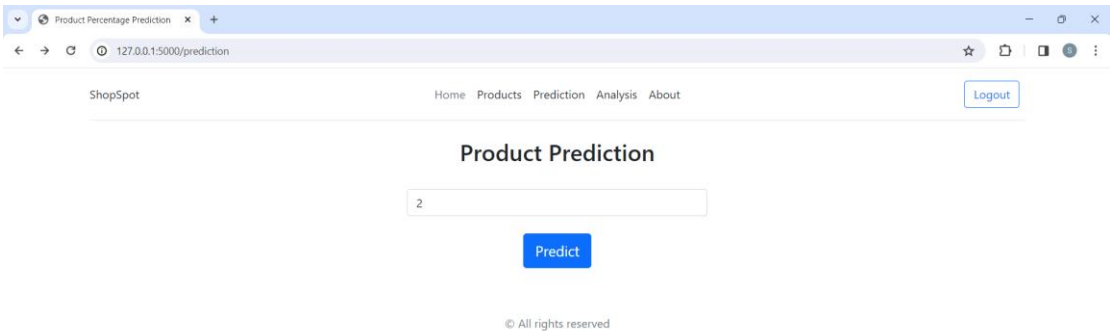 Product Percentage Prediction
127.0.0.1:5000/prediction
S
ShopSpot
Home Products Prediction Analysis About
Logout
Product Prediction
2
Predict
© All rights reserved